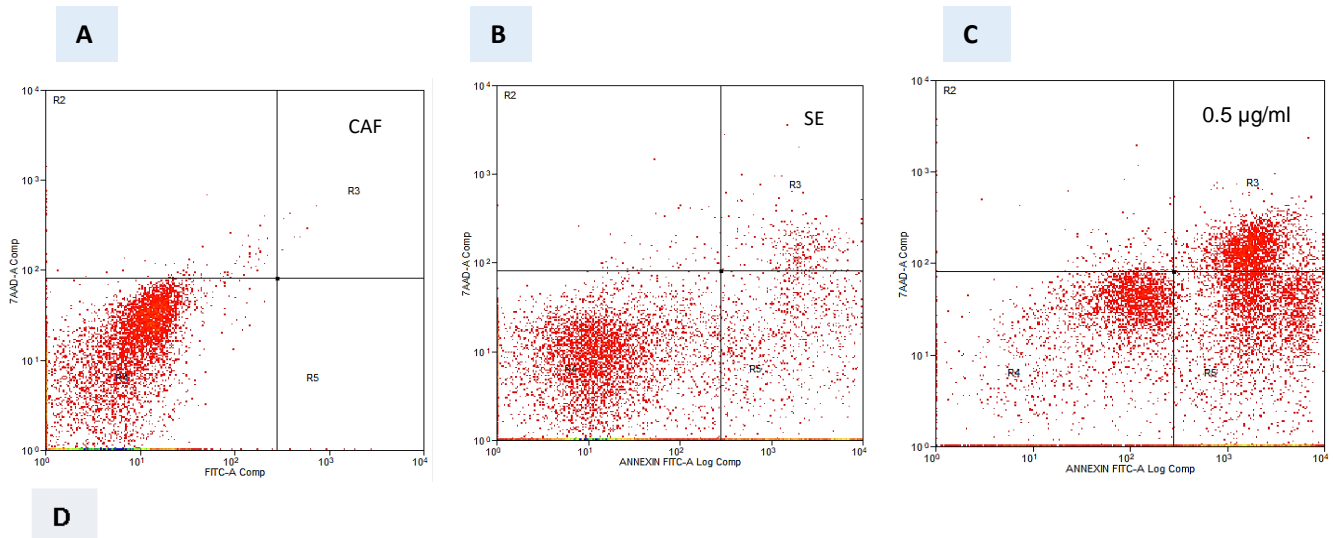 A
B
C
10⁴
R2
CAF
10³
R3
7AAD-A Comp
10²
10¹
R4
R5
10⁰
10⁰
10¹
10²
10³
10⁴
FITC-A Comp
10⁴
R2
SE
10³
R3
7AAD-A Comp
10²
10¹
R4
R5
10⁰
10⁰
10¹
10²
10³
10⁴
ANNEXIN FITC-A Log Comp
10⁴
R2
0.5 µg/ml
10³
R3
7AAD-A Comp
10²
10¹
R4
R5
10⁰
10⁰
10¹
10²
10³
10⁴
ANNEXIN FITC-A Log Comp
D